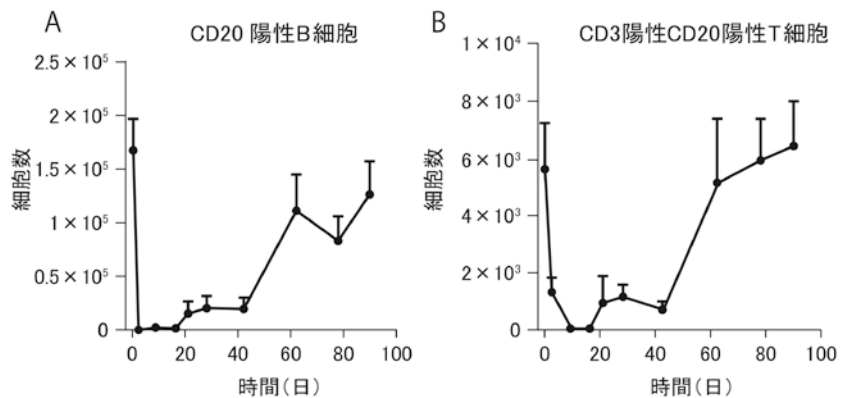 A
CD20 陽性B細胞
2.5×10⁵
2×10⁵
1.5×10⁵
1×10⁵
0.5×10⁵
0
細胞数
0 20 40 60 80 100
時間(日)
B
CD3陽性CD20陽性T細胞
1×10⁴
8×10³
6×10³
4×10³
2×10³
0
細胞数
0 20 40 60 80 100
時間(日)